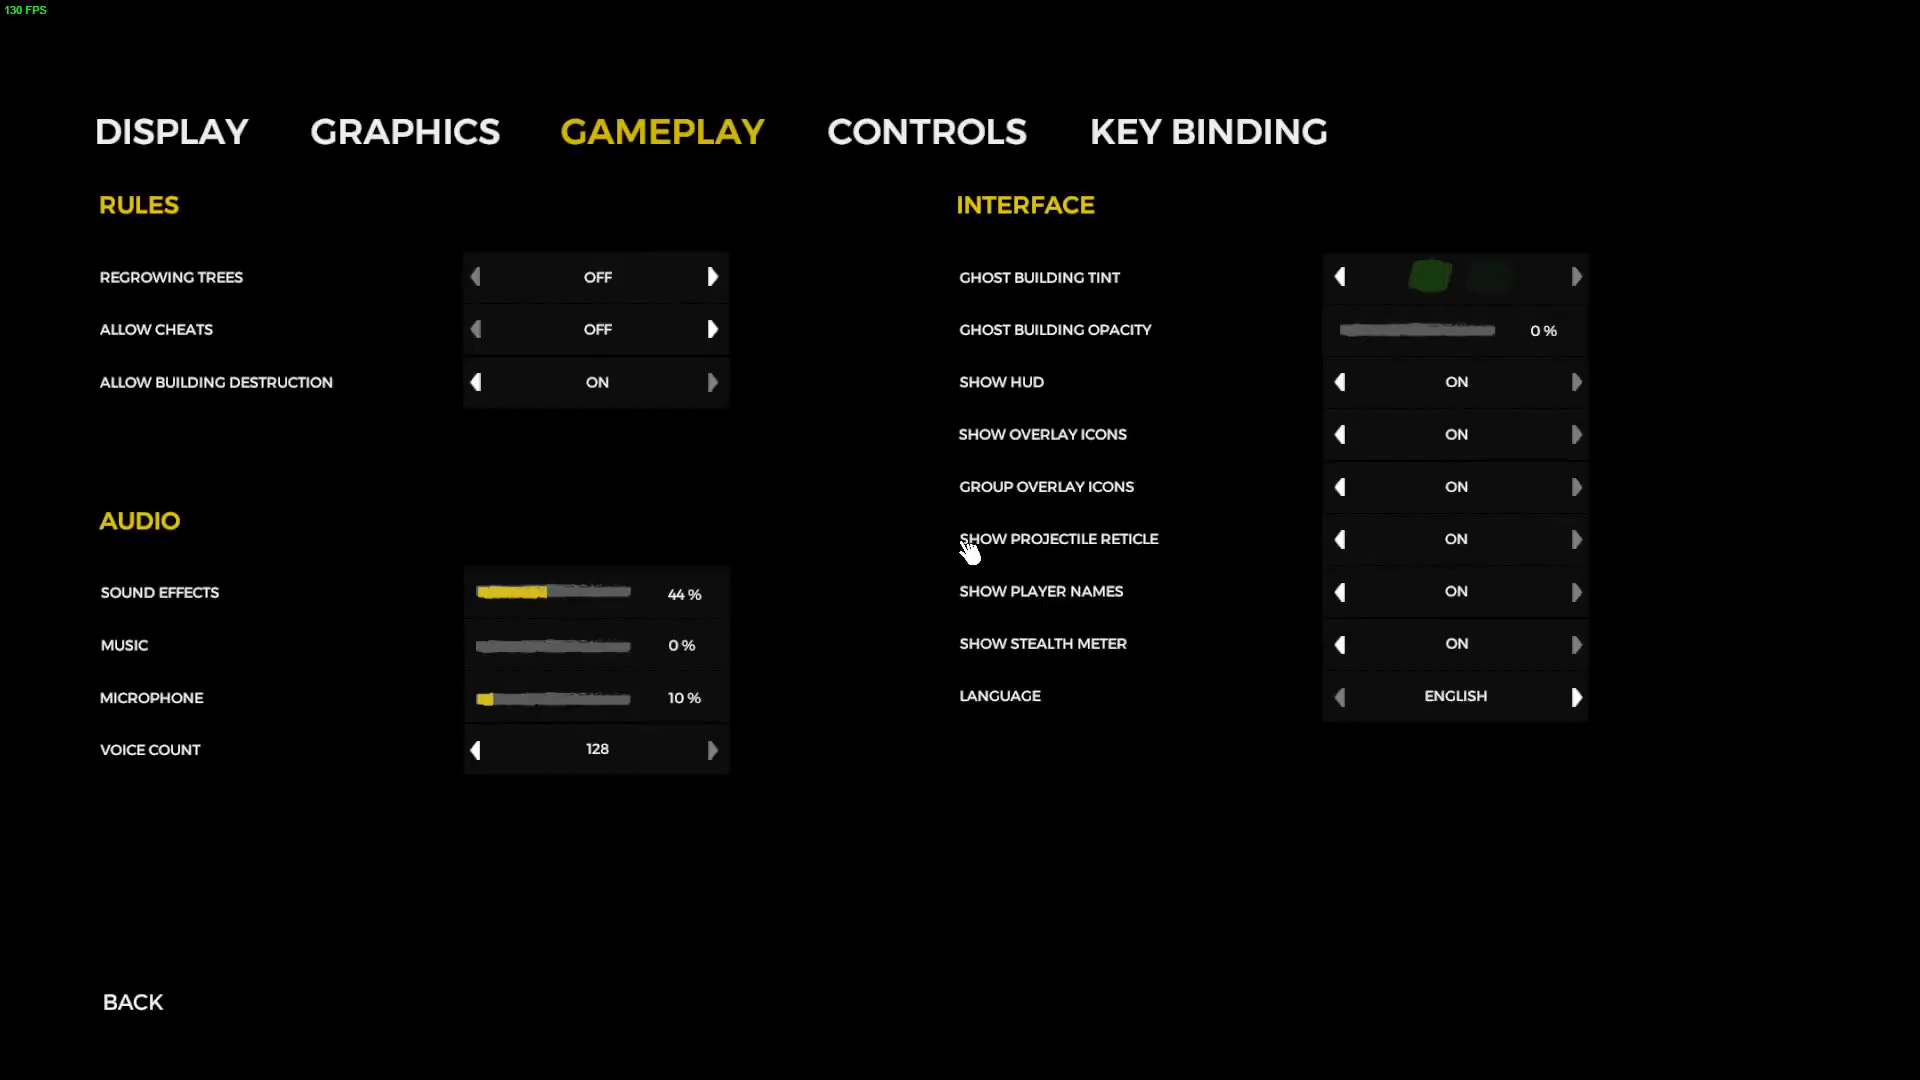 130 FPS
DISPLAY GRAPHICS GAMEPLAY CONTROLS KEY BINDING
RULES
REGROWING TREES OFF
ALLOW CHEATS OFF
ALLOW BUILDING DESTRUCTION ON
AUDIO
SOUND EFFECTS 44 %
MUSIC 0 %
MICROPHONE 10 %
VOICE COUNT 128
INTERFACE
GHOST BUILDING TINT
GHOST BUILDING OPACITY 0 %
SHOW HUD ON
SHOW OVERLAY ICONS ON
GROUP OVERLAY ICONS ON
SHOW PROJECTILE RETICLE ON
SHOW PLAYER NAMES ON
SHOW STEALTH METER ON
LANGUAGE ENGLISH
BACK